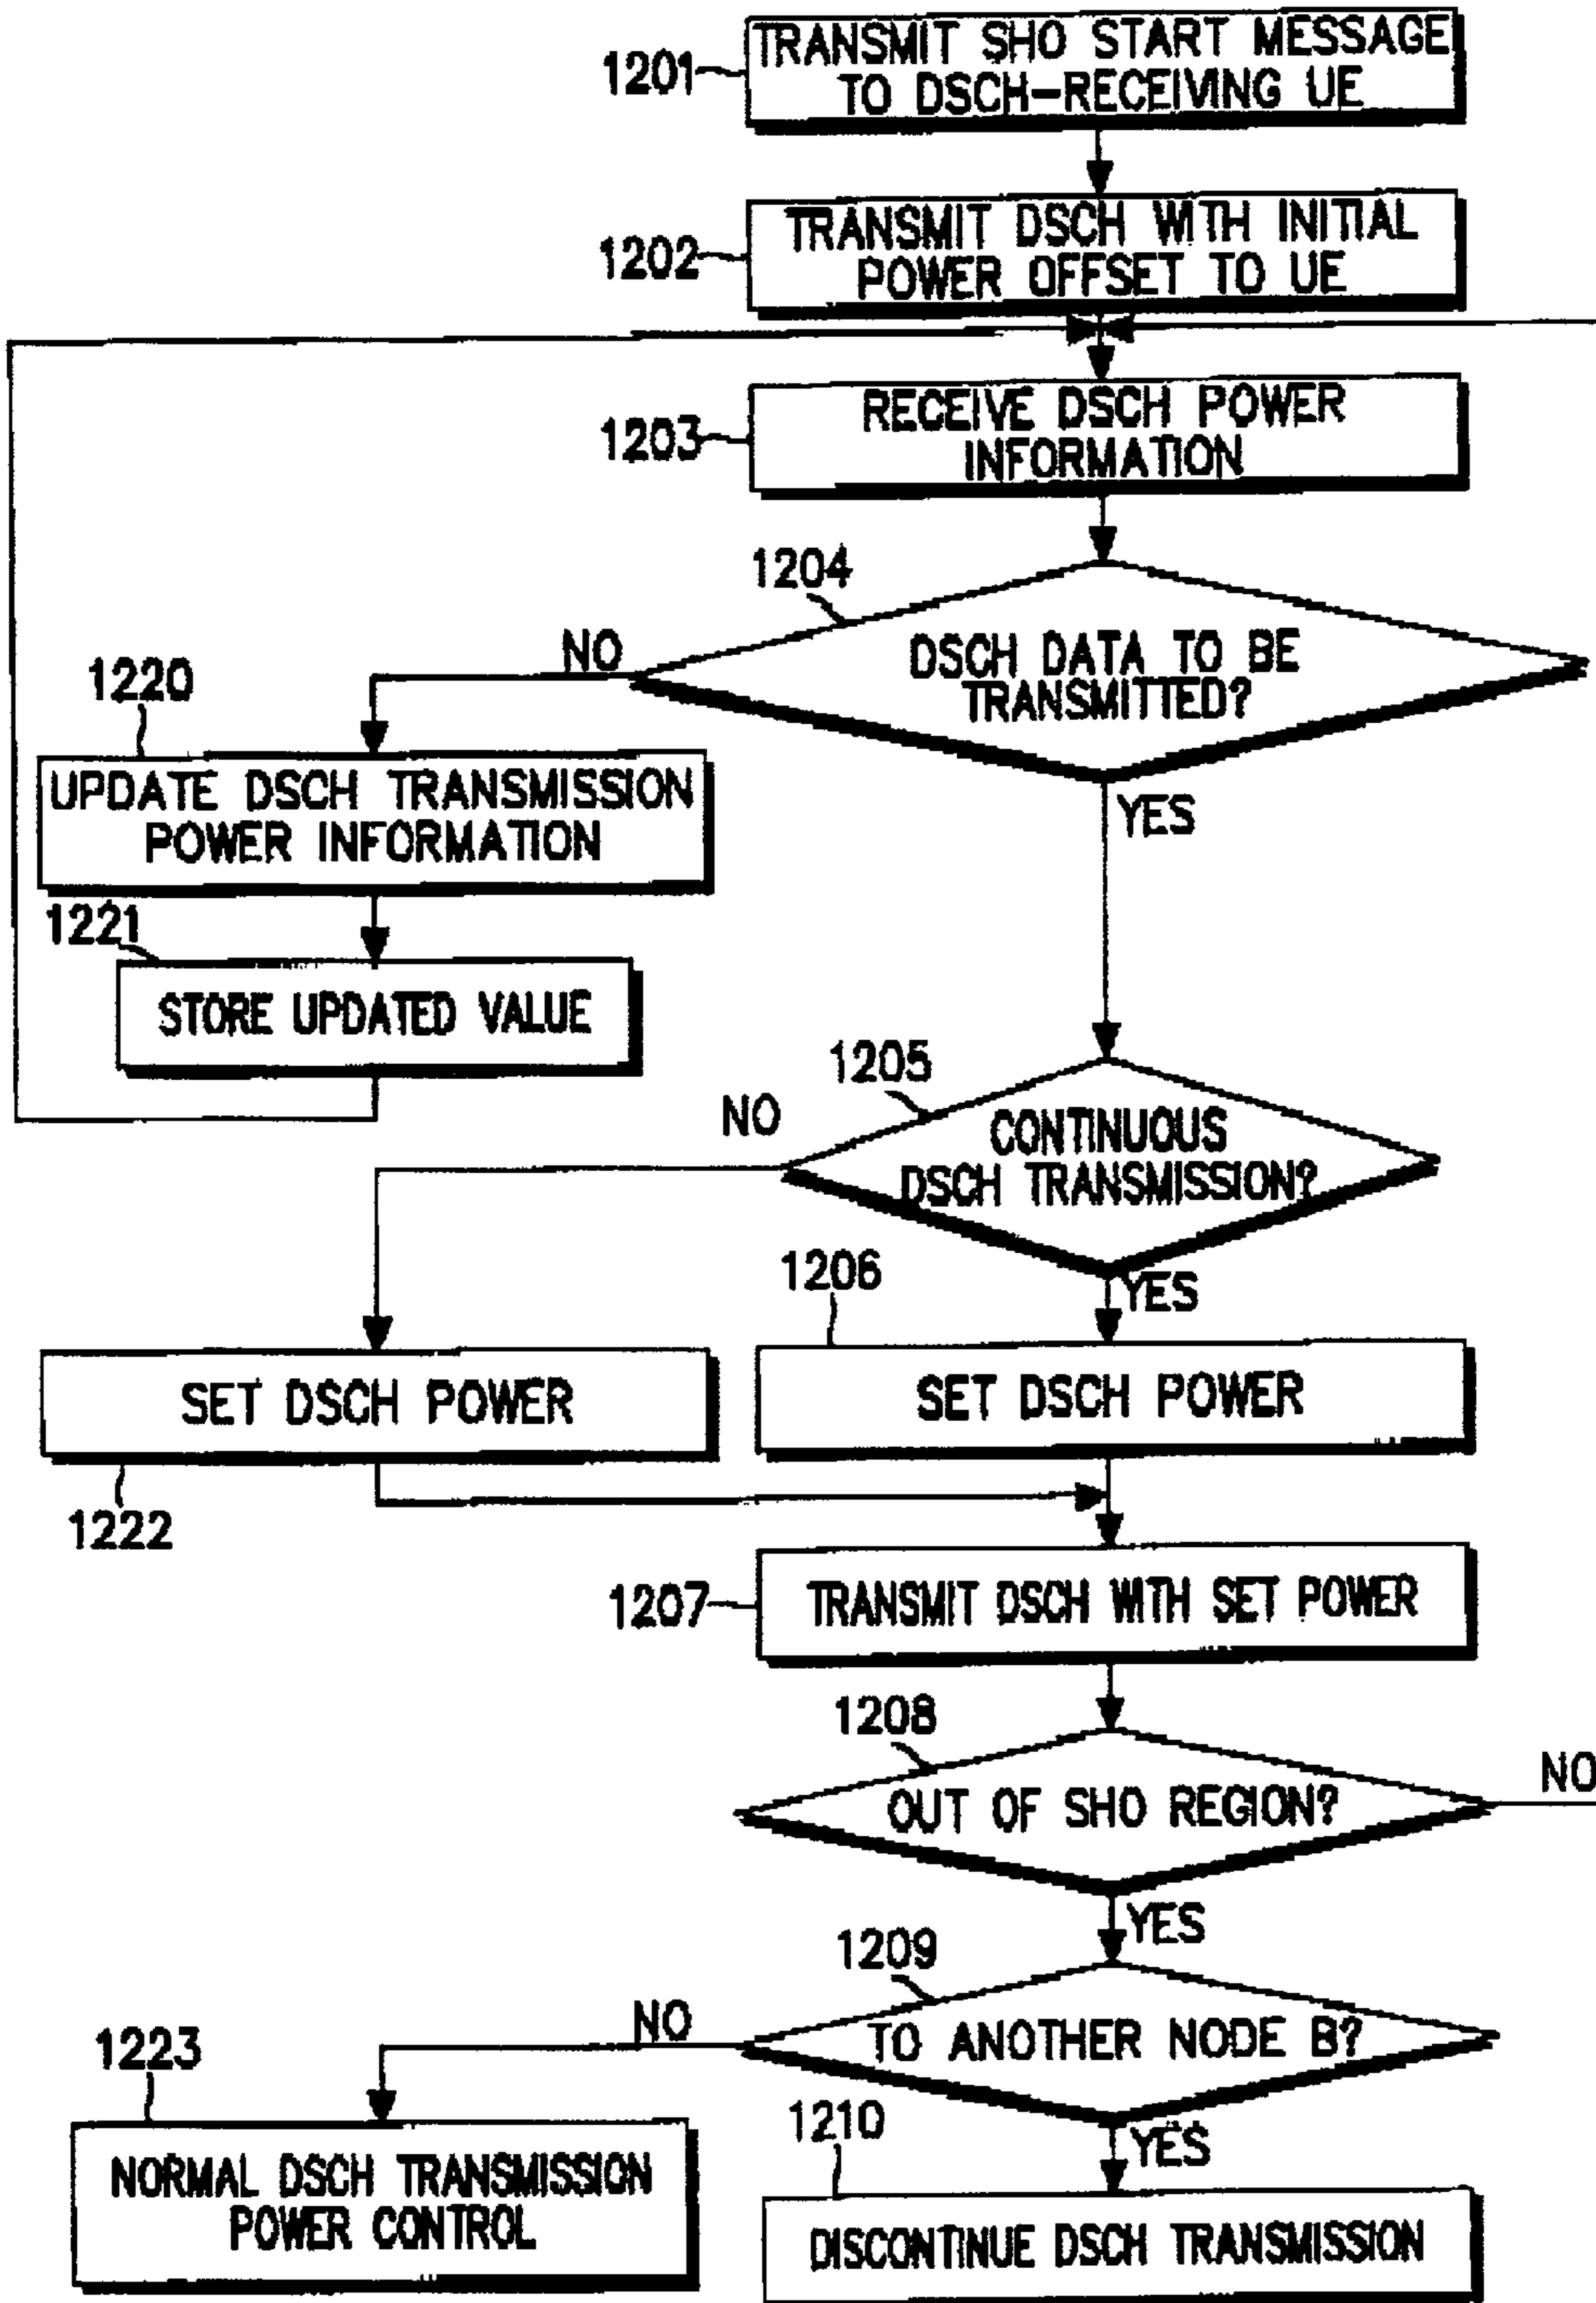 1201
TRANSMIT SHO START MESSAGE
TO DSCH-RECEIVING UE
1202
TRANSMIT DSCH WITH INITIAL
POWER OFFSET TO UE
1203
RECEIVE DSCH POWER
INFORMATION
1204
DSCH DATA TO BE
TRANSMITTED?
NO
YES
1220
UPDATE DSCH TRANSMISSION
POWER INFORMATION
1221
STORE UPDATED VALUE
1205
CONTINUOUS
DSCH TRANSMISSION?
NO
YES
1206
SET DSCH POWER
SET DSCH POWER
1222
1207
TRANSMIT DSCH WITH SET POWER
1208
OUT OF SHO REGION?
NO
YES
1209
TO ANOTHER NODE B?
NO
YES
1223
NORMAL DSCH TRANSMISSION
POWER CONTROL
1210
DISCONTINUE DSCH TRANSMISSION